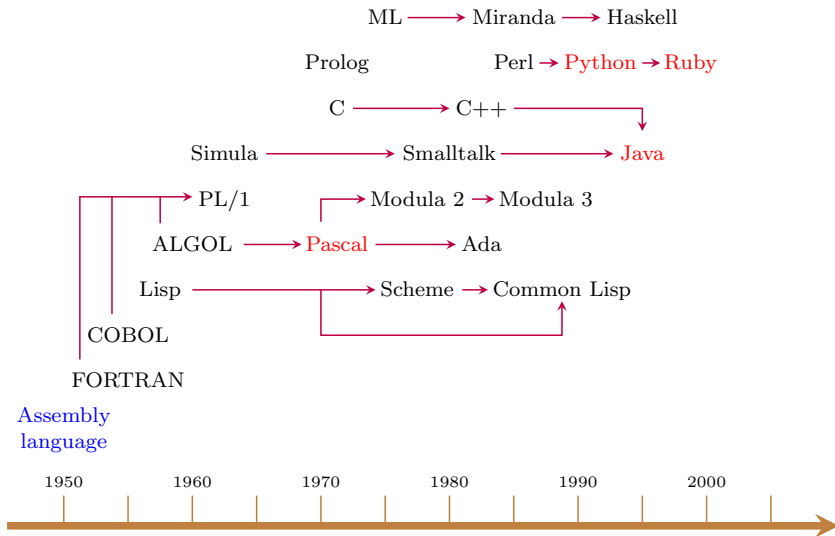 ML Miranda Haskell
Prolog Perl Python Ruby
C C++
Simula Smalltalk Java
PL/1 Modula 2 Modula 3
ALGOL Pascal Ada
Lisp Scheme Common Lisp
COBOL
FORTRAN
Assembly
language
1950 1960 1970 1980 1990 2000